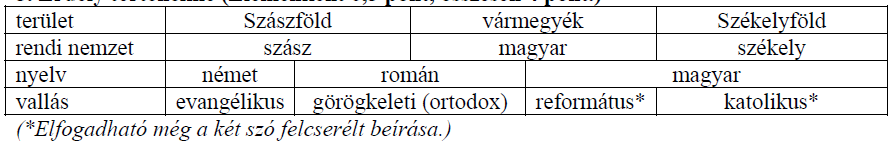 terület Szászföld vármegyék Székelyföld
rendi nemzet szász magyar székely
nyelv német román magyar
vallás evangélikus görögkeleti (ortodox) református* katolikus*
(*Elfogadható még a két szó felcserélt beírása.)